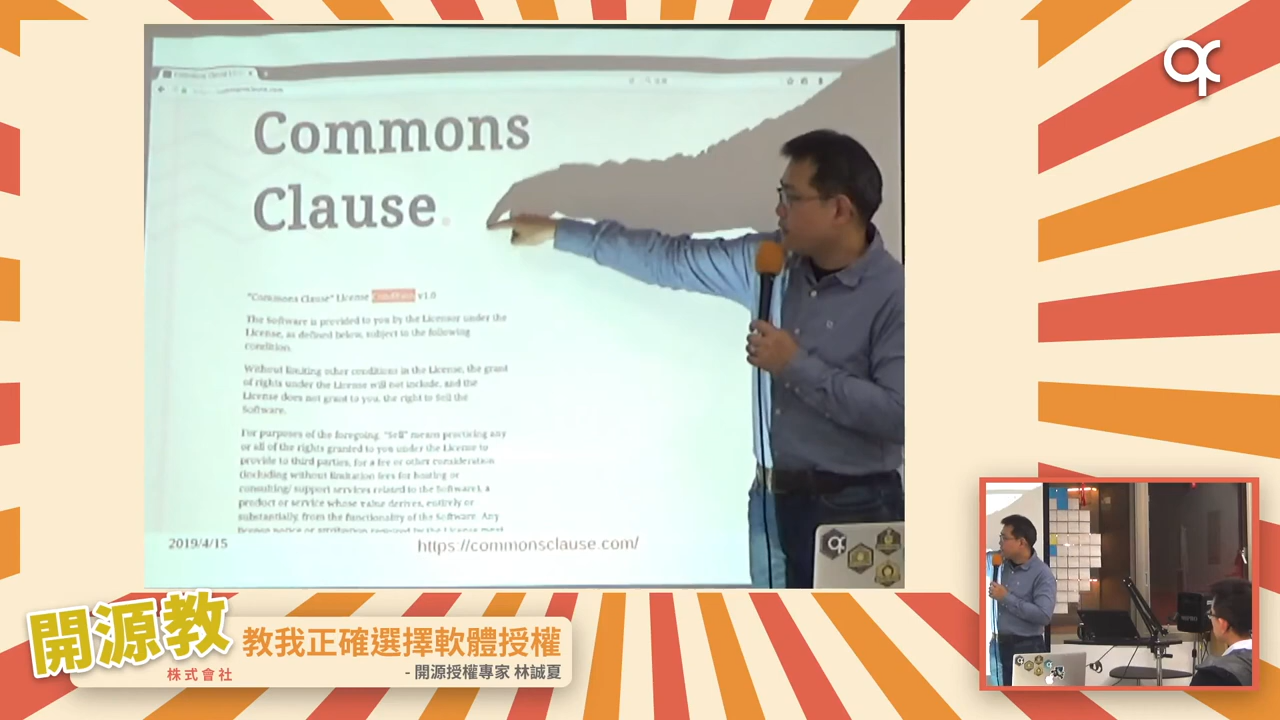 Commons
Clause.
"Commons Clause" License Condition v1.0
The Software is provided to you by the Licensor under the
License, as defined below, subject to the following
condition.
Without limiting other conditions in the License, the grant
of rights under the License will not include, and the
License does not grant to you, the right to Sell the
Software.
For purposes of the foregoing, "Sell" means practicing any
or all of the rights granted to you under the License to
provide to third parties, for a fee or other consideration
(including without limitation fees for hosting or
consulting/ support services related to the Software), a
product or service whose value derives, entirely or
substantially, from the functionality of the Software. Any
2019/4/15
https://commonsclause.com/
開源教
株式會社
教我正確選擇軟體授權
- 開源授權專家 林誠夏